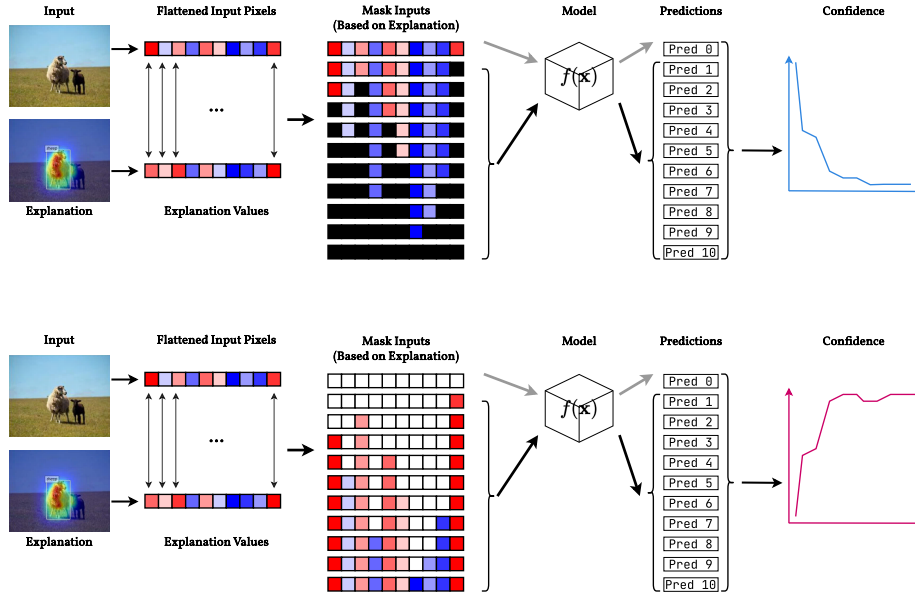 Input
Flattened Input Pixels
Mask Inputs
(Based on Explanation)
Model
Predictions
Confidence
...
f(x)
Pred 0
Pred 1
Pred 2
Pred 3
Pred 4
Pred 5
Pred 6
Pred 7
Pred 8
Pred 9
Pred 10
Explanation
Explanation Values
Input
Flattened Input Pixels
Mask Inputs
(Based on Explanation)
Model
Predictions
Confidence
...
f(x)
Pred 0
Pred 1
Pred 2
Pred 3
Pred 4
Pred 5
Pred 6
Pred 7
Pred 8
Pred 9
Pred 10
Explanation
Explanation Values